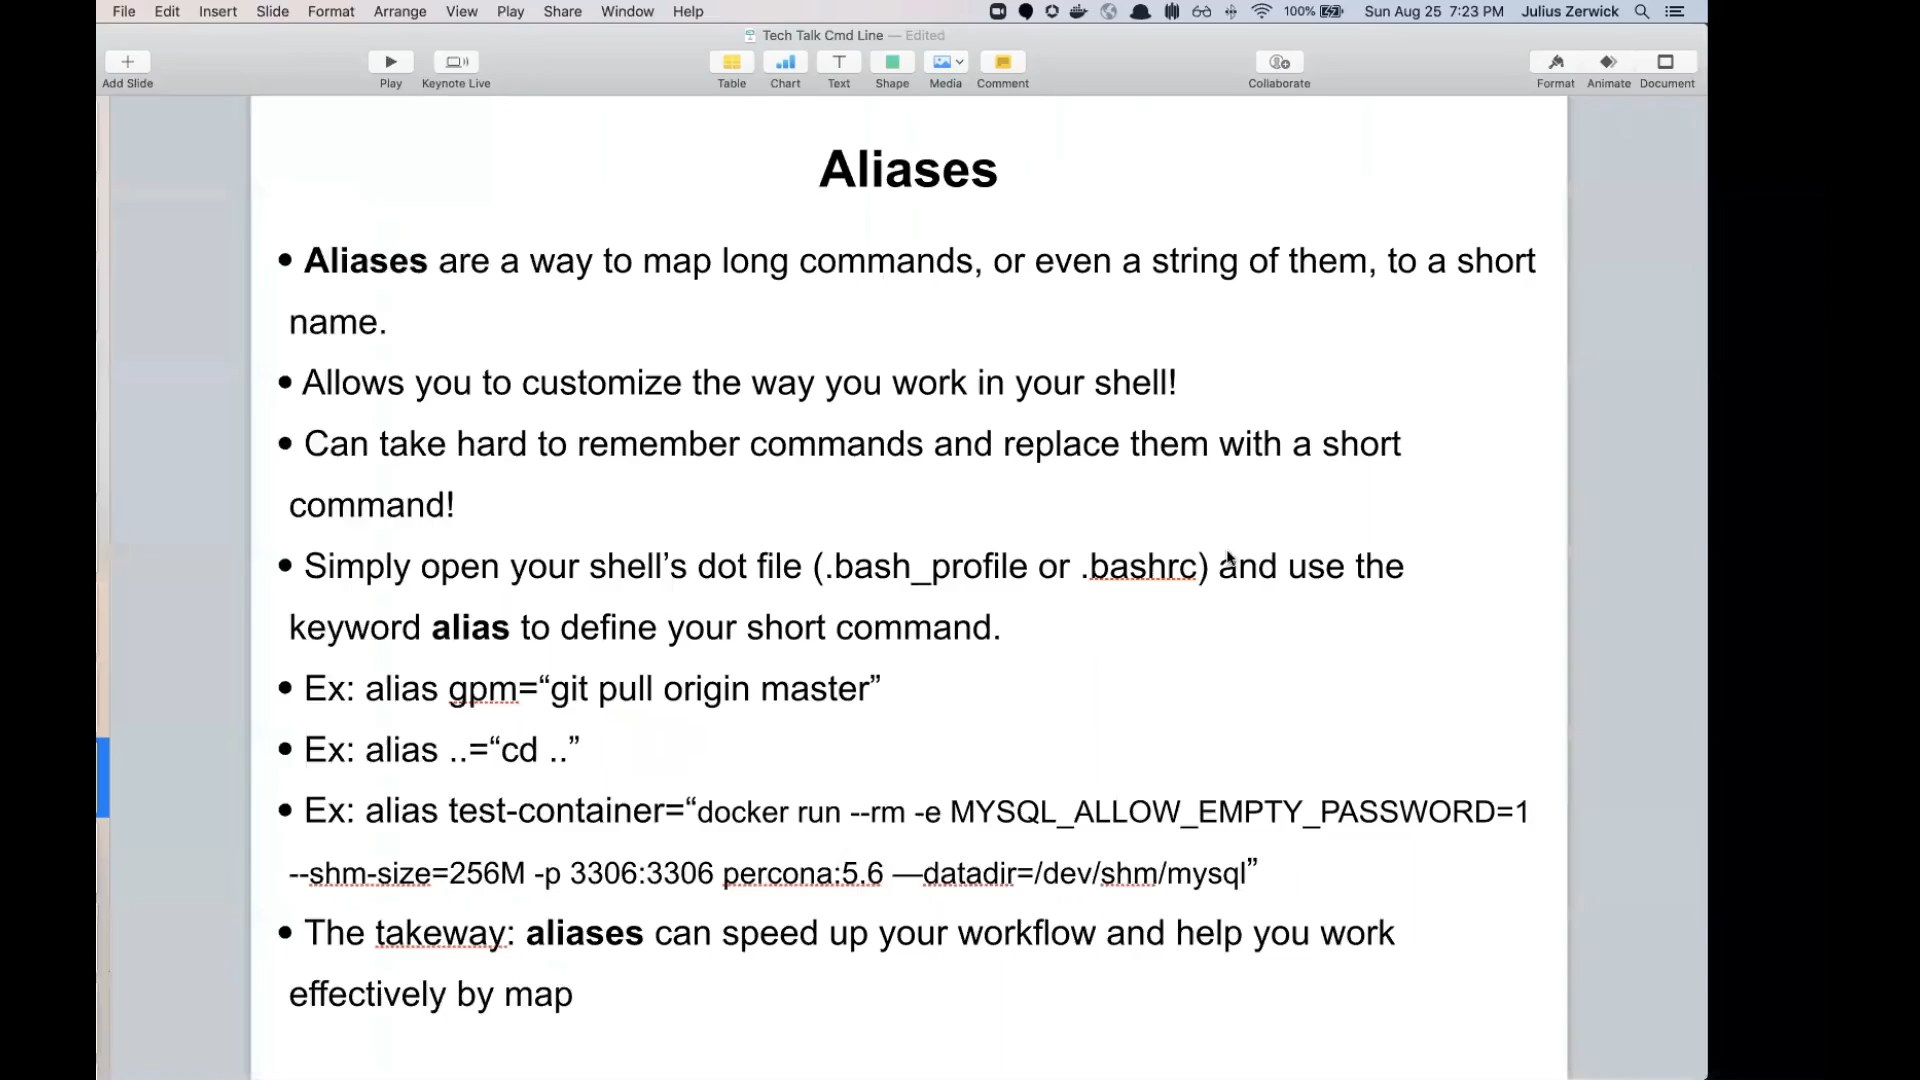 File Edit Insert Slide Format Arrange View Play Share Window Help 100% Sun Aug 25 7:23 PM Julius Zerwick
Tech Talk Cmd Line — Edited
Add Slide Play Keynote Live Table Chart Text Shape Media Comment Collaborate Format Animate Document
Aliases
• Aliases are a way to map long commands, or even a string of them, to a short
name.
• Allows you to customize the way you work in your shell!
• Can take hard to remember commands and replace them with a short
command!
• Simply open your shell’s dot file (.bash_profile or .bashrc) and use the
keyword alias to define your short command.
• Ex: alias gpm=“git pull origin master”
• Ex: alias ..=“cd ..”
• Ex: alias test-container=“docker run --rm -e MYSQL_ALLOW_EMPTY_PASSWORD=1
--shm-size=256M -p 3306:3306 percona:5.6 —datadir=/dev/shm/mysql”
• The takeway: aliases can speed up your workflow and help you work
effectively by map